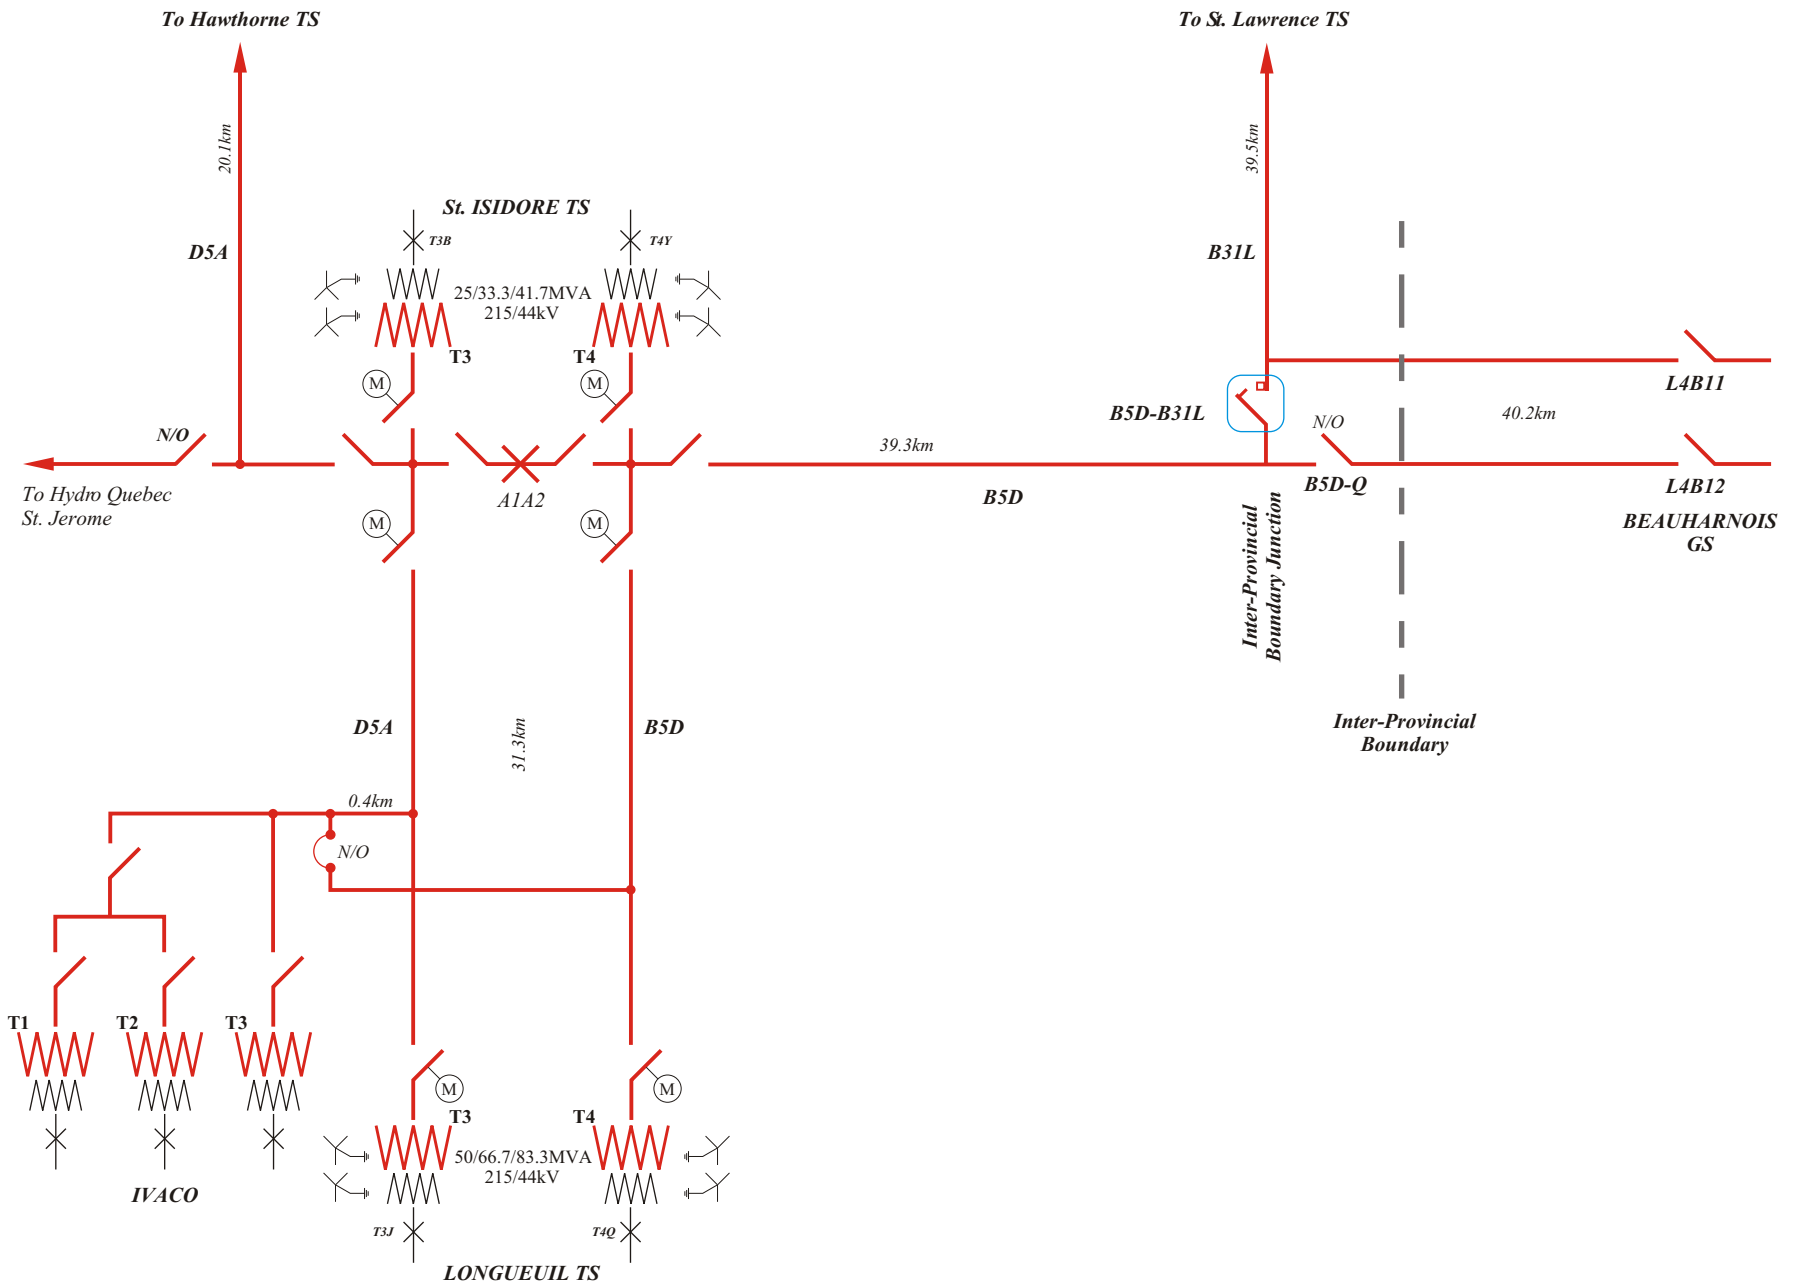 To Hawthorne TS
To St. Lawrence TS
20.1km
39.5km
St. ISIDORE TS
T3B
T4Y
D5A
B31L
25/33.3/41.7MVA
215/44kV
T3
T4
M
M
L4B11
B5D-B31L
N/O
40.2km
N/O
39.3km
To Hydro Quebec
St. Jerome
A1A2
B5D
B5D-Q
L4B12
BEAUHARNOIS
GS
M
M
Inter-Provincial
Boundary Junction
D5A
31.3km
B5D
Inter-Provincial
Boundary
0.4km
N/O
T1
T2
T3
M
M
T3
T4
50/66.7/83.3MVA
215/44kV
IVACO
T3J
T4Q
LONGUEUIL TS